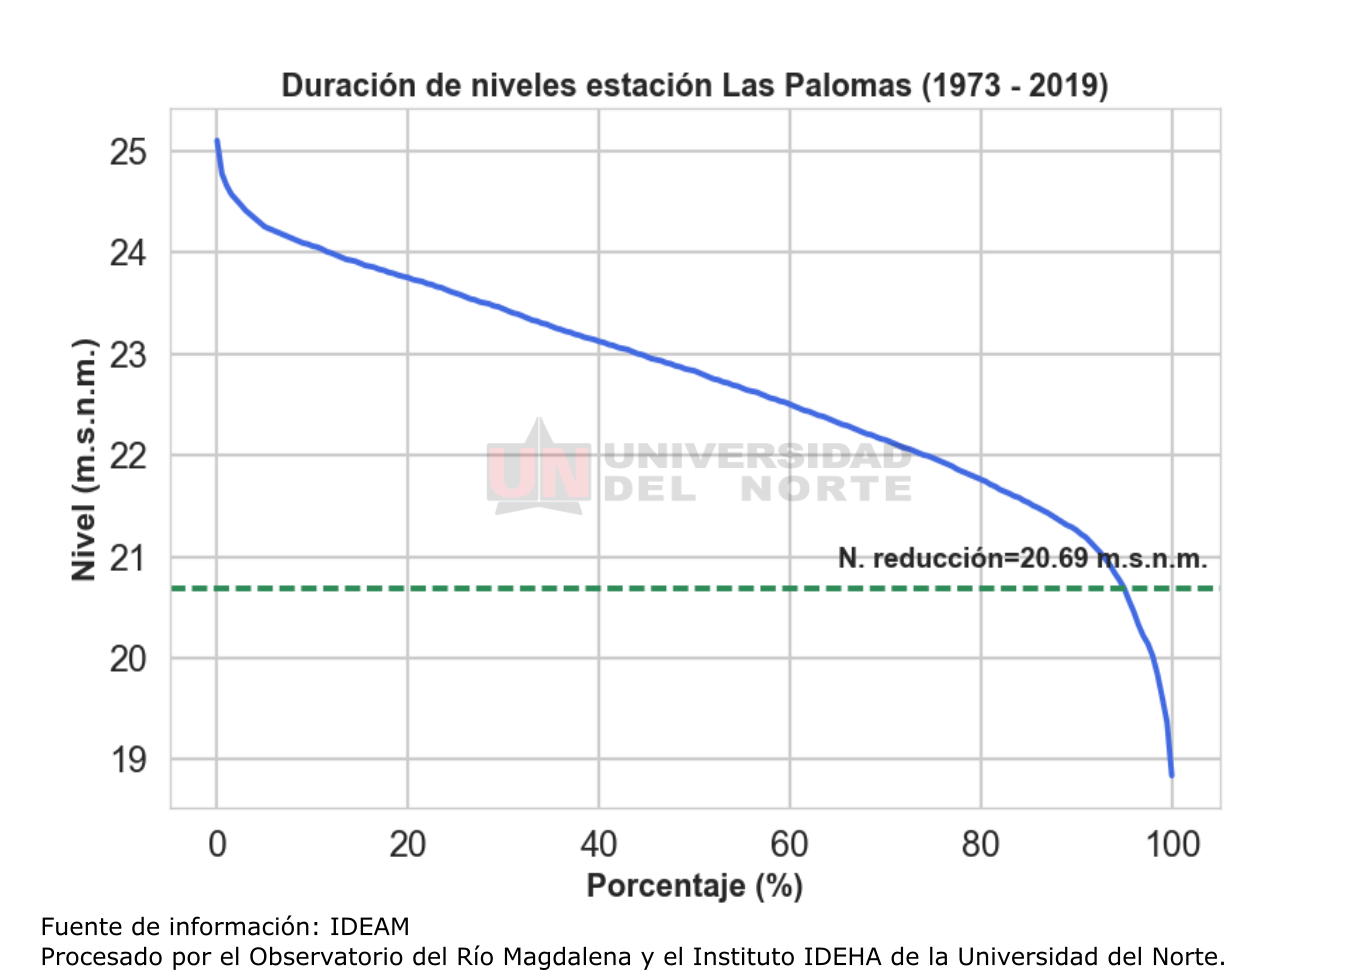 Duración de niveles estación Las Palomas (1973 - 2019)
25
24
23
22
21
20
19
Nivel (m.s.n.m.)
UN UNIVERSIDAD
DEL NORTE
N. reducción=20.69 m.s.n.m.
0 20 40 60 80 100
Porcentaje (%)
Fuente de información: IDEAM
Procesado por el Observatorio del Río Magdalena y el Instituto IDEHA de la Universidad del Norte.